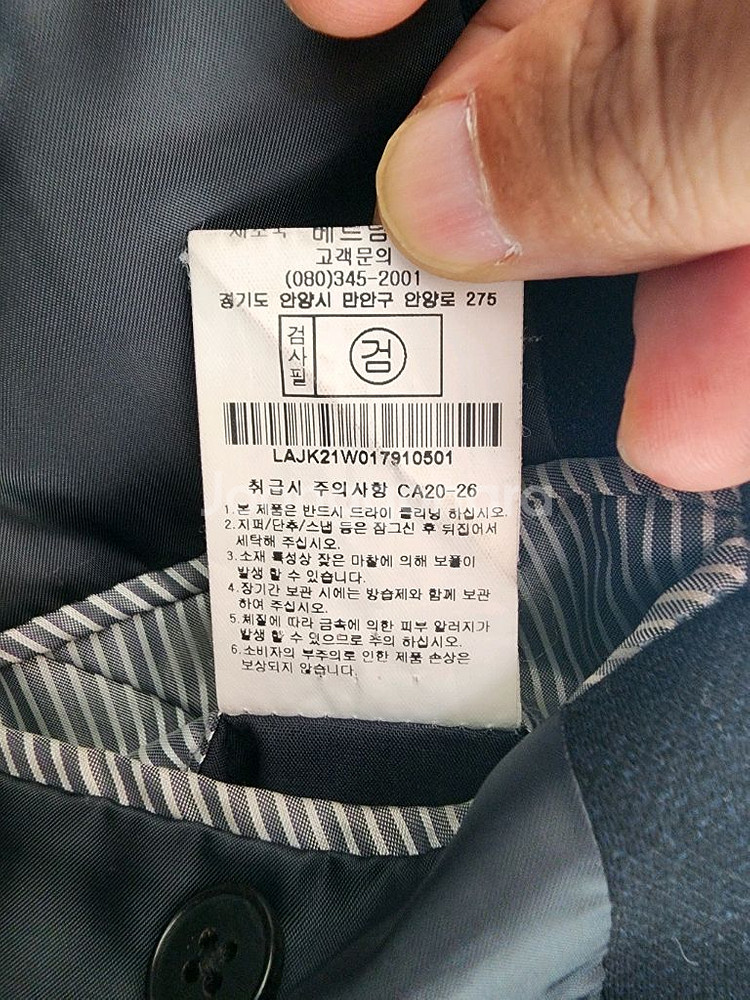 제조국 베트남
고객문의
(080)345-2001
경기도 안양시 만안구 안양로 275
검사필
검
LAJK21W017910501
취급시 주의사항 CA20-26
1.본 제품은 반드시 드라이 클리닝 하십시오.
2.지퍼/단추/스냅 등은 잠그신 후 뒤집어서
세탁해 주십시오.
3.소재 특성상 잦은 마찰에 의해 보풀이
발생 할 수 있습니다.
4.장기간 보관 시에는 방습제와 함께 보관
하여 주십시오.
5.체질에 따라 금속에 의한 피부 알러지가
발생 할 수 있으므로 주의 하십시오.
6.소비자의 부주의로 인한 제품 손상은
보상되지 않습니다.